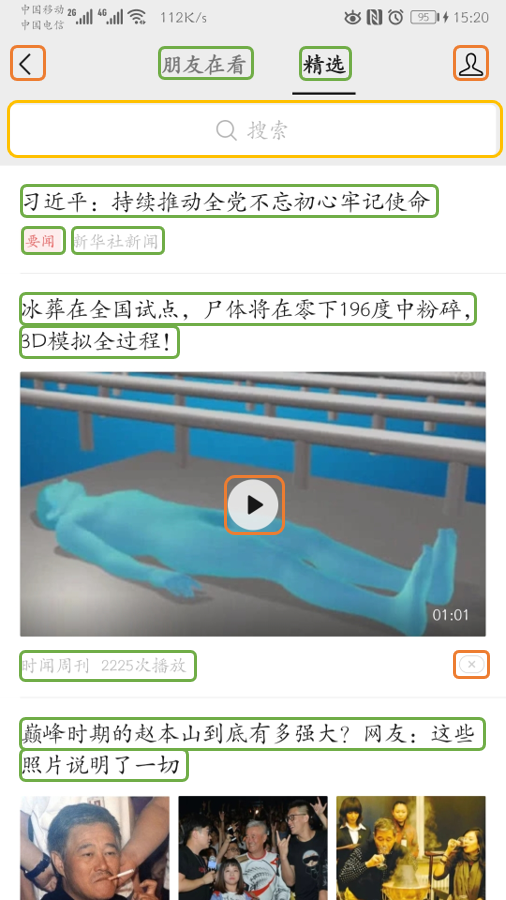 中国移动 2G 4G 112K/s 95 15:20
中国电信
朋友在看 精选
搜索
习近平：持续推动全党不忘初心牢记使命
要闻 新华社新闻
冰葬在全国试点，尸体将在零下196度中粉碎，
3D模拟全过程！
01:01
时闻周刊 2225次播放
巅峰时期的赵本山到底有多强大？网友：这些
照片说明了一切